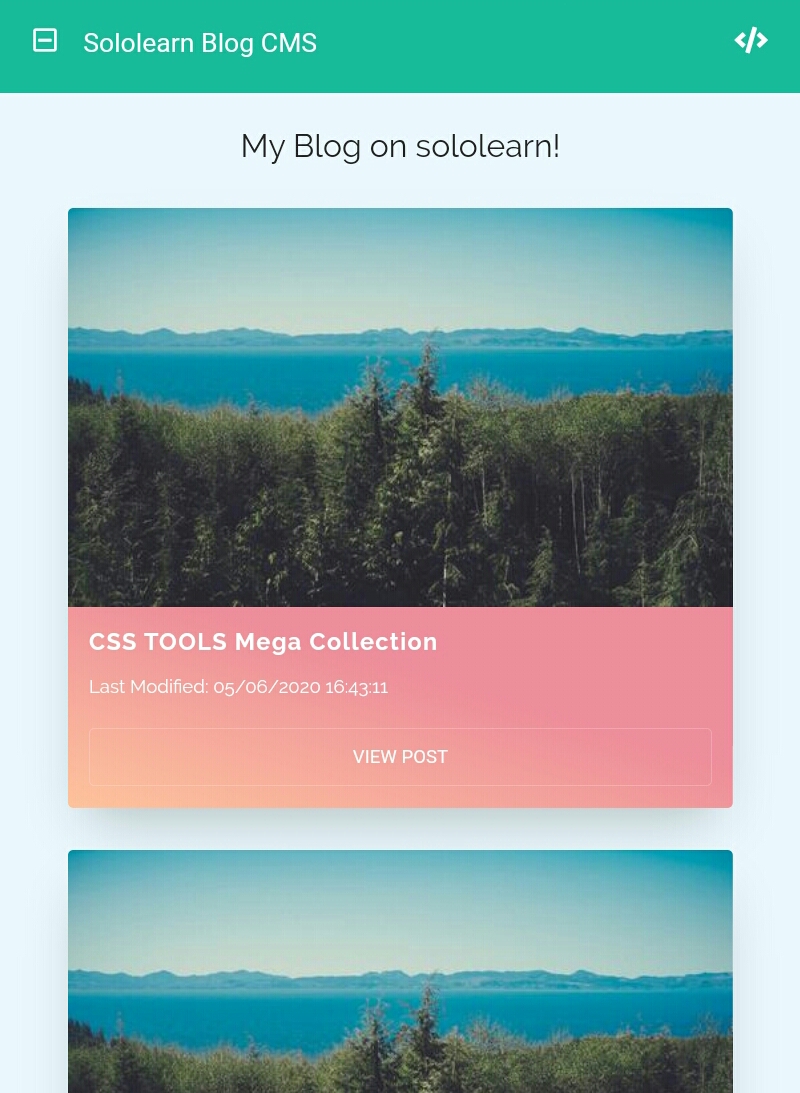 Sololearn Blog CMS
My Blog on sololearn!
CSS TOOLS Mega Collection
Last Modified: 05/06/2020 16:43:11
VIEW POST